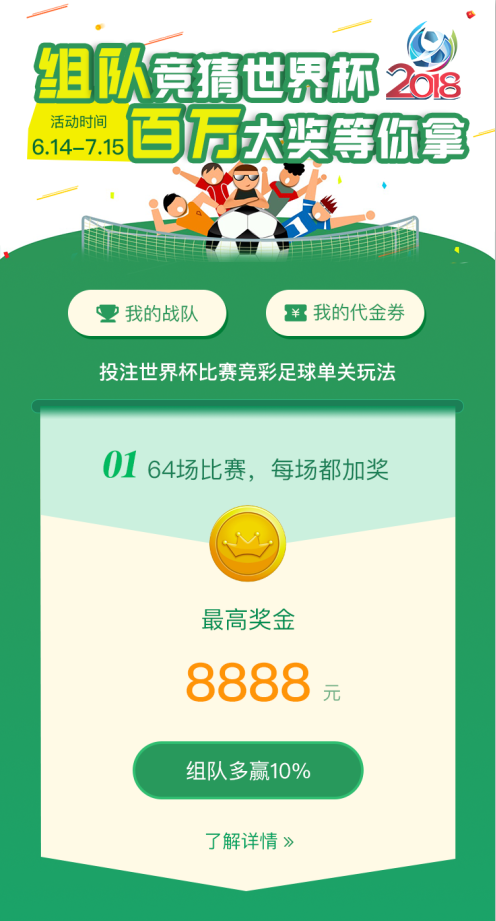 组队竞猜世界杯
2018
活动时间
6.14-7.15
百万大奖等你拿
我的战队
¥ 我的代金券
投注世界杯比赛竞彩足球单关玩法
01 64场比赛，每场都加奖
最高奖金
8888 元
组队多赢10%
了解详情 »